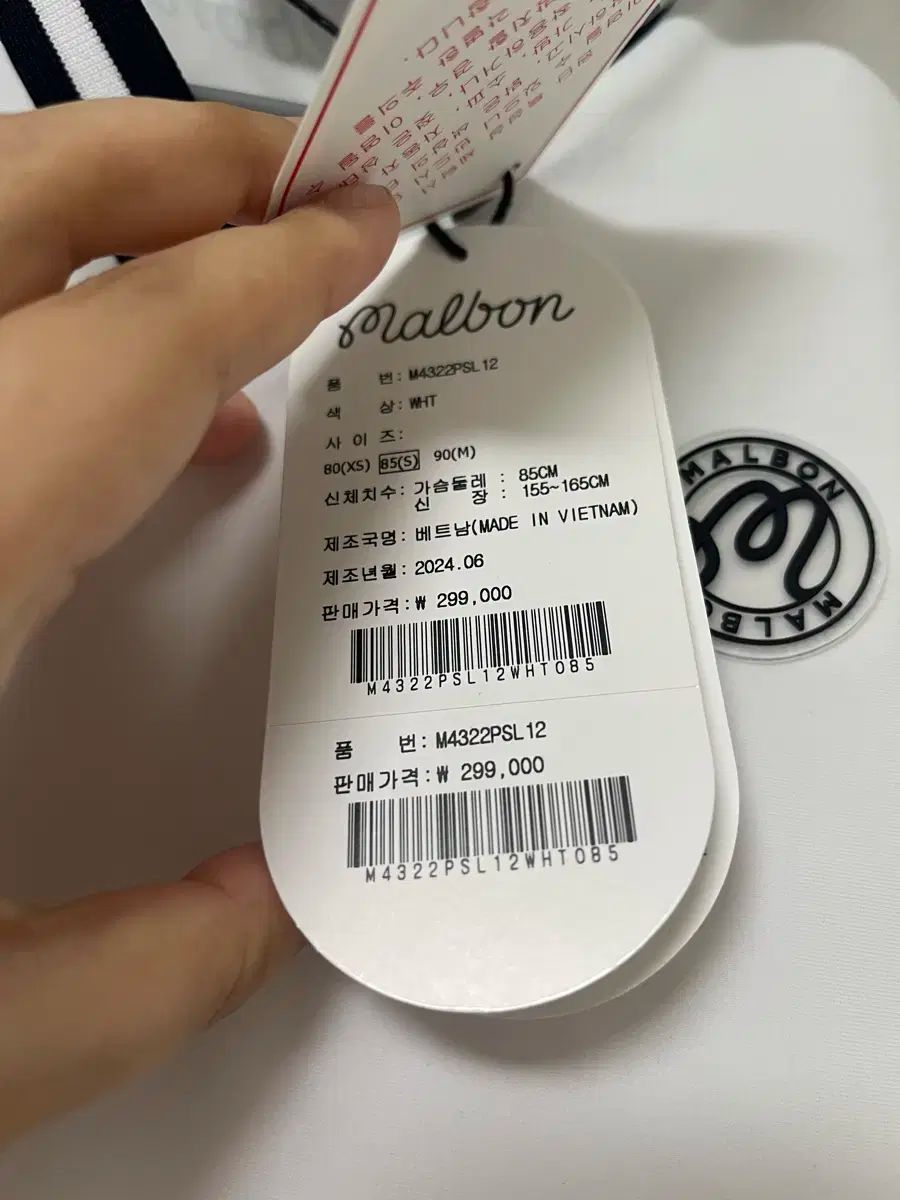 Malbon
품 번: M4322PSL12
색 상: WHT
사 이 즈:
80(XS) 85(S) 90(M)
신체치수: 가슴둘레 : 85CM
신 장 : 155~165CM
제조국명: 베트남(MADE IN VIETNAM)
제조년월: 2024.06
판매가격:₩ 299,000
M4322PSL12WHT085
품 번: M4322PSL12
판매가격:₩ 299,000
M4322PSL12WHT085
MALBON
MALBO